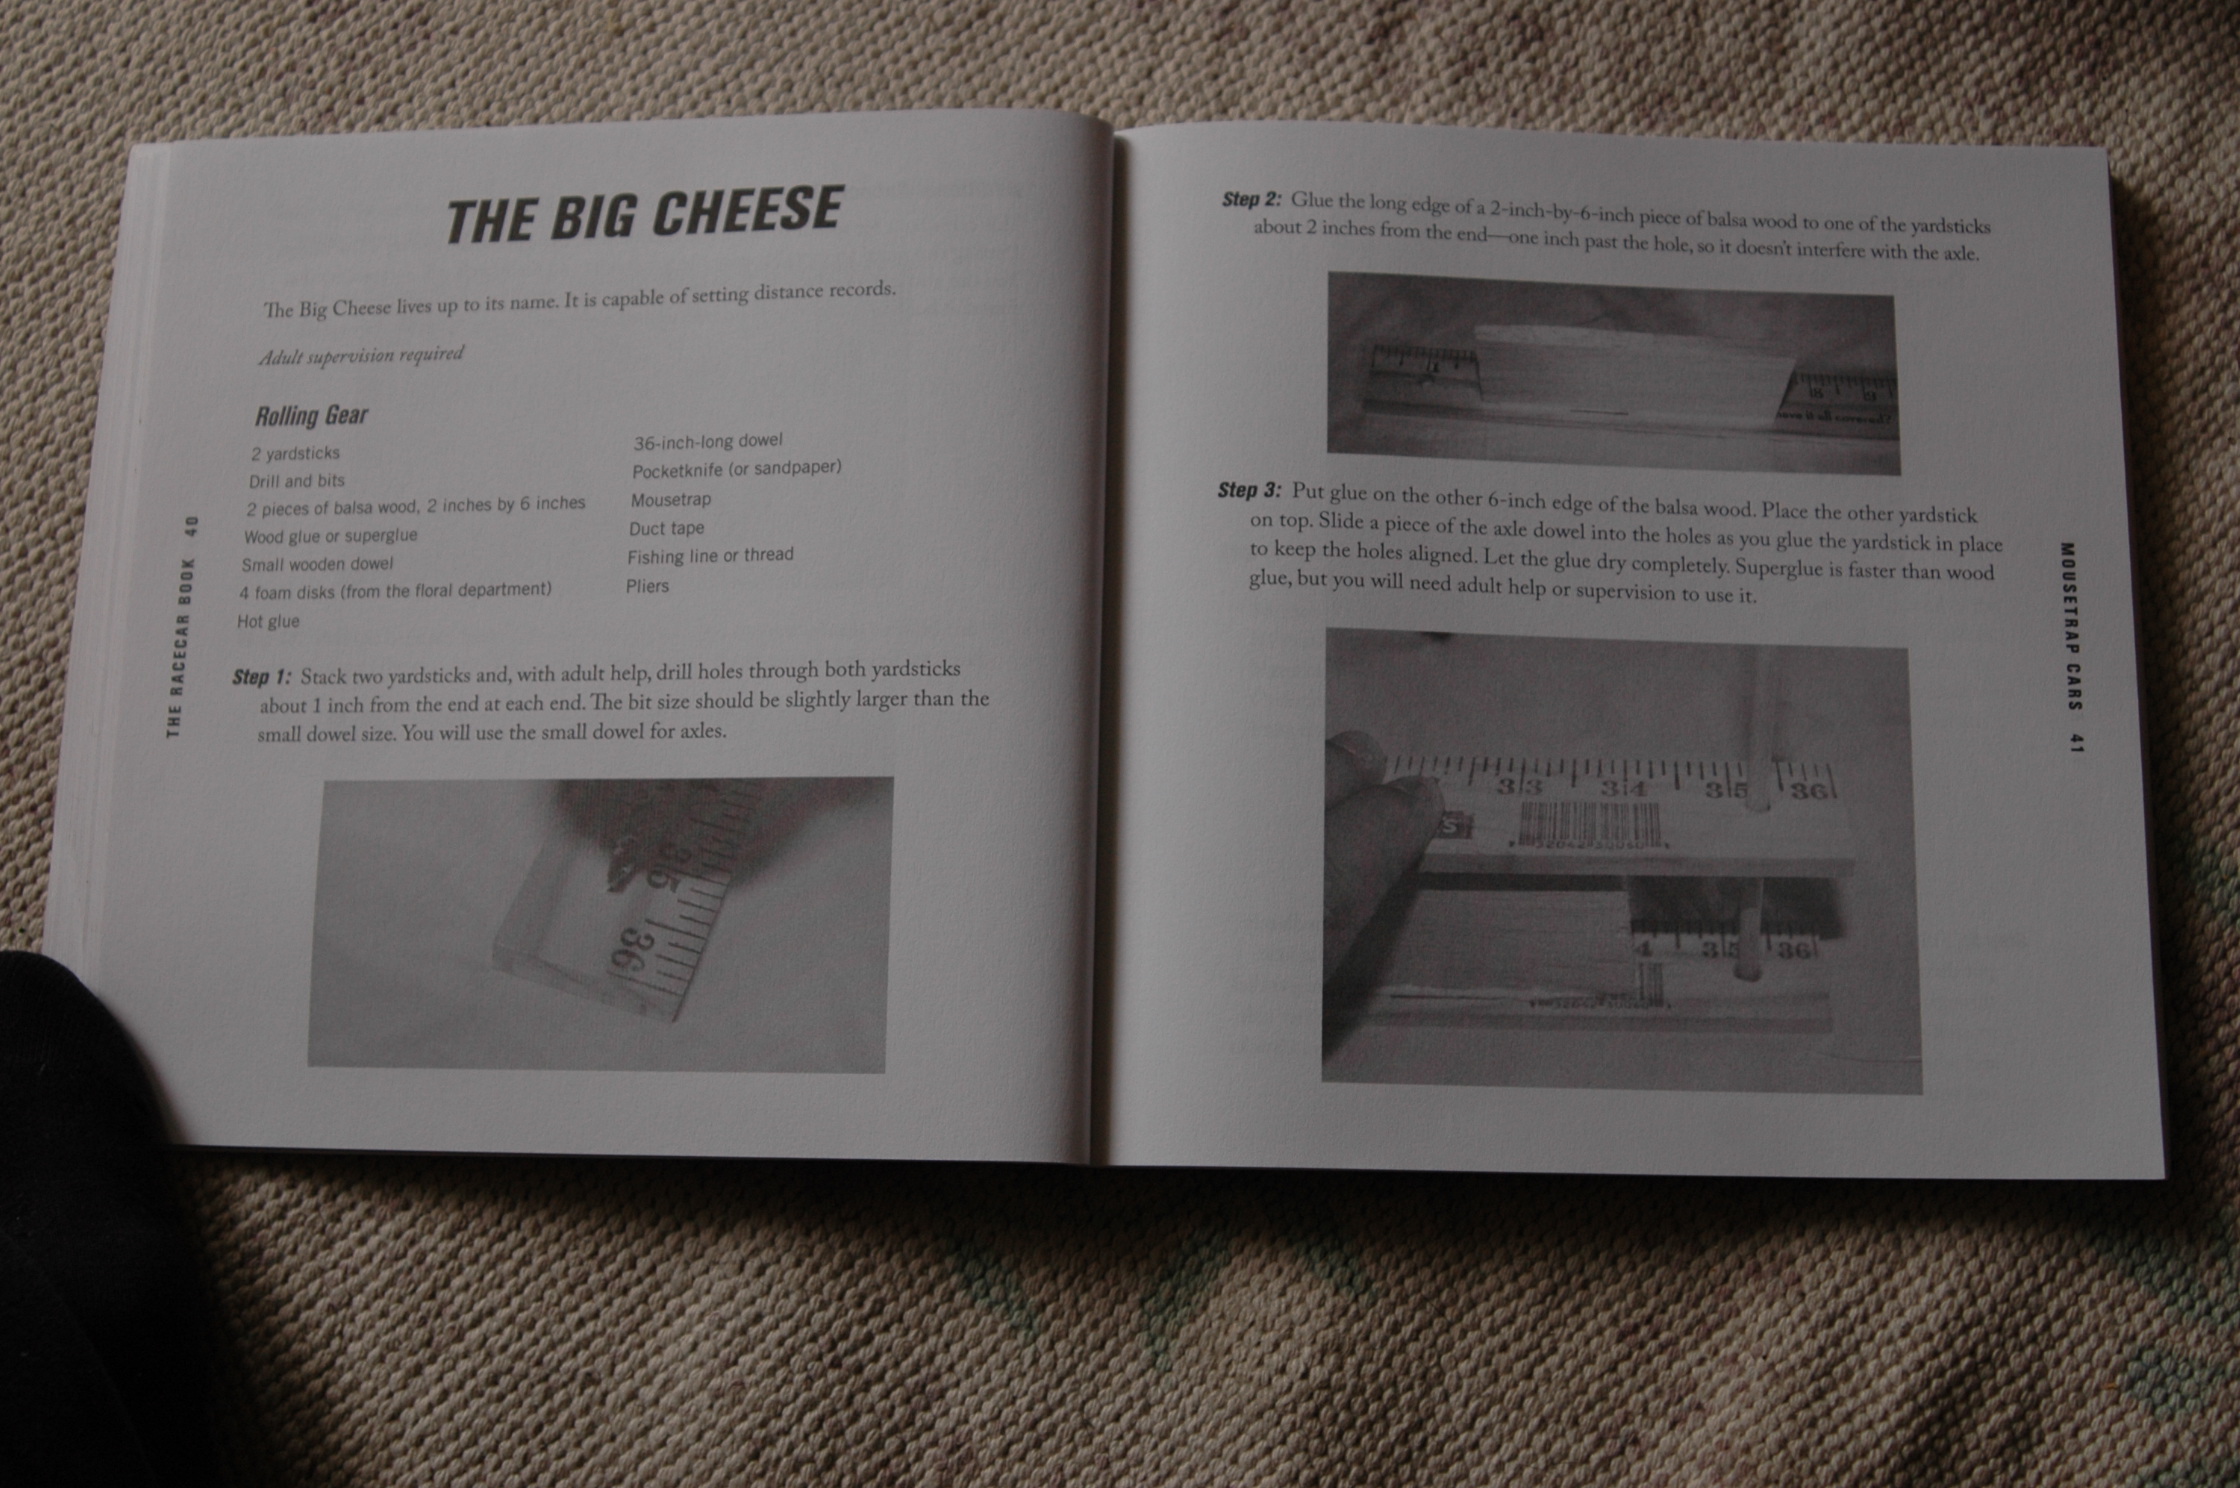 THE BIG CHEESE
The Big Cheese lives up to its name. It is capable of setting distance records.
Adult supervision required
Rolling Gear
2 yardsticks
Drill and bits
2 pieces of balsa wood, 2 inches by 6 inches
Wood glue or superglue
Small wooden dowel
4 foam disks (from the floral department)
Hot glue
36-inch-long dowel
Pocketknife (or sandpaper)
Mousetrap
Duct tape
Fishing line or thread
Pliers
Step 1: Stack two yardsticks and, with adult help, drill holes through both yardsticks
about 1 inch from the end at each end. The bit size should be slightly larger than the
small dowel size. You will use the small dowel for axles.
35
36
THE RACECAR BOOK 40
Step 2: Glue the long edge of a 2-inch-by-6-inch piece of balsa wood to one of the yardsticks
about 2 inches from the end—one inch past the hole, so it doesn't interfere with the axle.
18 19
Step 3: Put glue on the other 6-inch edge of the balsa wood. Place the other yardstick
on top. Slide a piece of the axle dowel into the holes as you glue the yardstick in place
to keep the holes aligned. Let the glue dry completely. Superglue is faster than wood
glue, but you will need adult help or supervision to use it.
33 34 35 36
4 35 36
MOUSETRAP CARS 41